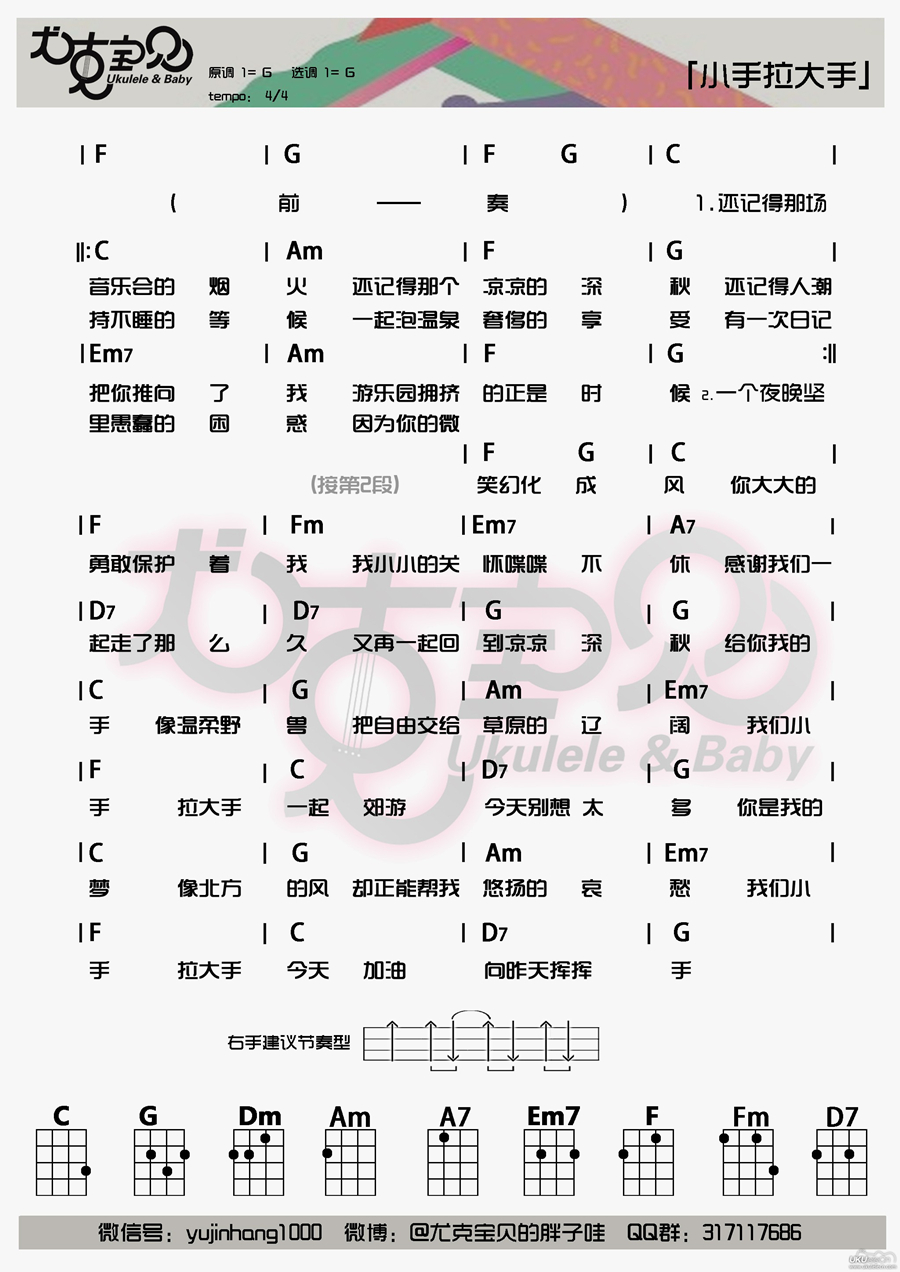 尤克宝贝
Ukulele & Baby
原调 1= G 选调 1= G
tempo: 4/4
「小手拉大手」
| F | G | F G | C |
( 前 —— 奏 ) 1.还记得那场
||: C | Am | F | G |
音乐会的 烟 火 还记得那个 凉凉的 深 秋 还记得人潮
持不睡的 等 候 一起泡温泉 奢侈的 享 受 有一次日记
| Em7 | Am | F | G :||
把你推向 了 我 游乐园拥挤 的正是 时 候 2.一个夜晚坚
里愚蠢的 困 惑 因为你的微
| F G | C |
(接第2段) 笑幻化 成 风 你大大的
| F | Fm | Em7 | A7 |
勇敢保护 着 我 我小小的关 怀喋喋 不 休 感谢我们一
| D7 | D7 | G | G |
起走了那 么 久 又再一起回 到凉凉 深 秋 给你我的
| C | G | Am | Em7 |
手 像温柔野 兽 把自由交给 草原的 辽 阔 我们小
Ukulele & Baby
| F | C | D7 | G |
手 拉大手 一起 郊游 今天别想 太 多 你是我的
| C | G | Am | Em7 |
梦 像北方 的风 却正能帮我 悠扬的 哀 愁 我们小
| F | C | D7 | G |
手 拉大手 今天 加油 向昨天挥挥 手
右手建议节奏型
C G Dm Am A7 Em7 F Fm D7
微信号: yujinhang1000 微博: @尤克宝贝的胖子哇 QQ群: 317117686